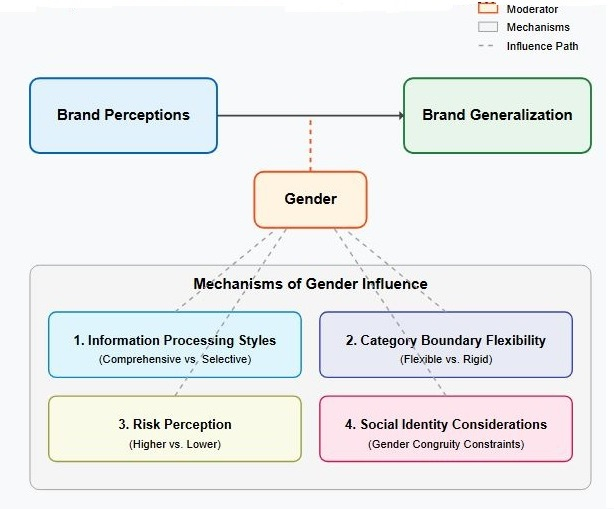 Moderator
Mechanisms
Influence Path
Brand Perceptions
Brand Generalization
Gender
Mechanisms of Gender Influence
1. Information Processing Styles
(Comprehensive vs. Selective)
2. Category Boundary Flexibility
(Flexible vs. Rigid)
3. Risk Perception
(Higher vs. Lower)
4. Social Identity Considerations
(Gender Congruity Constraints)